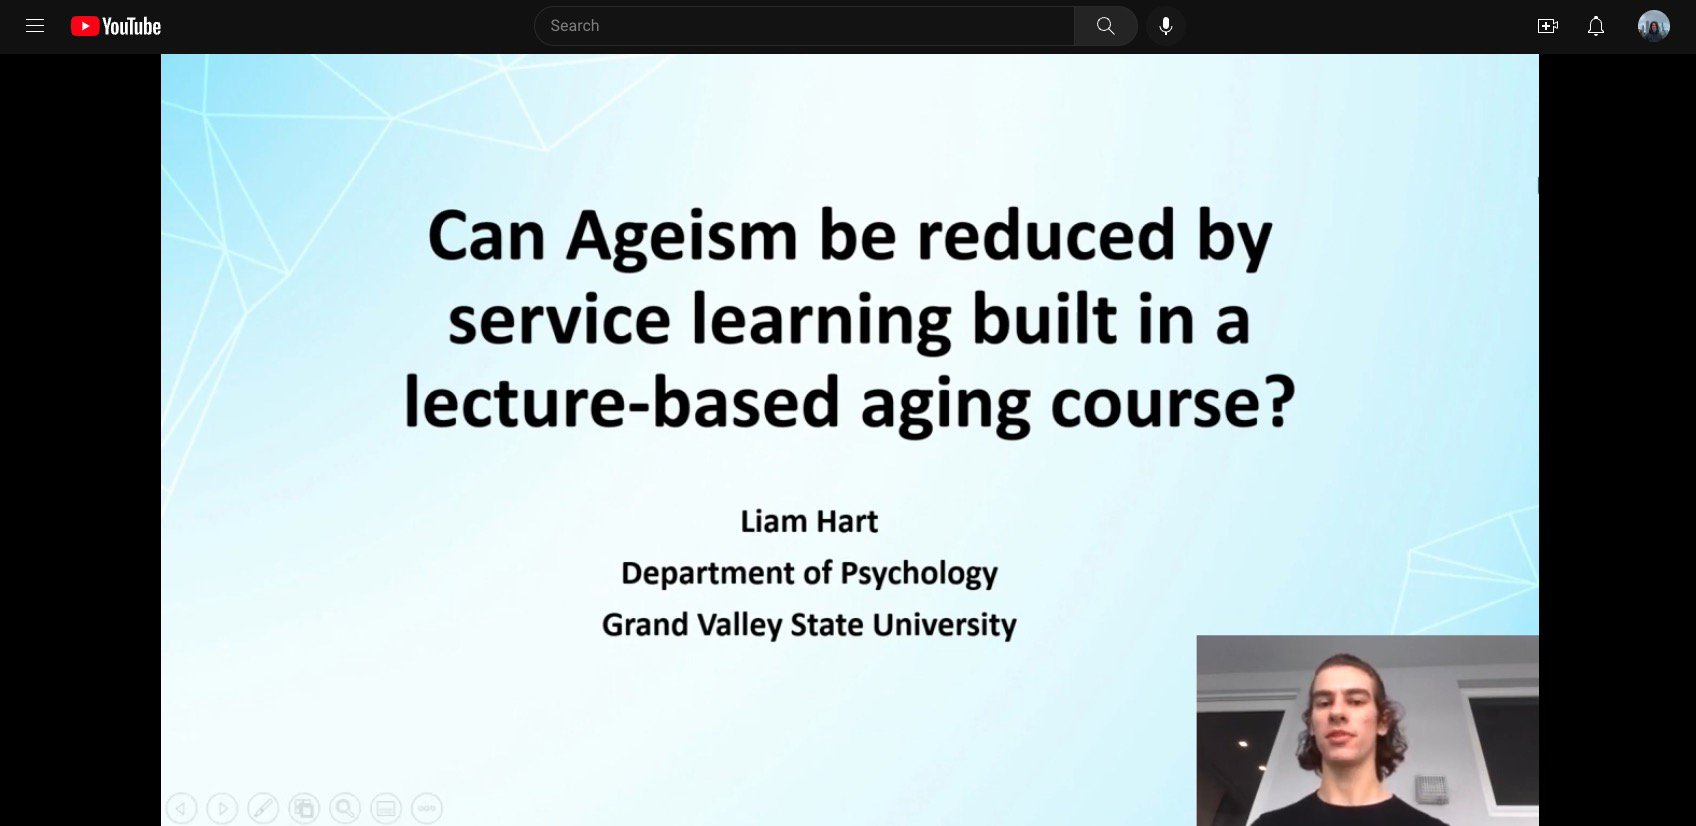 YouTube
Search
Can Ageism be reduced by
service learning built in a
lecture-based aging course?
Liam Hart
Department of Psychology
Grand Valley State University